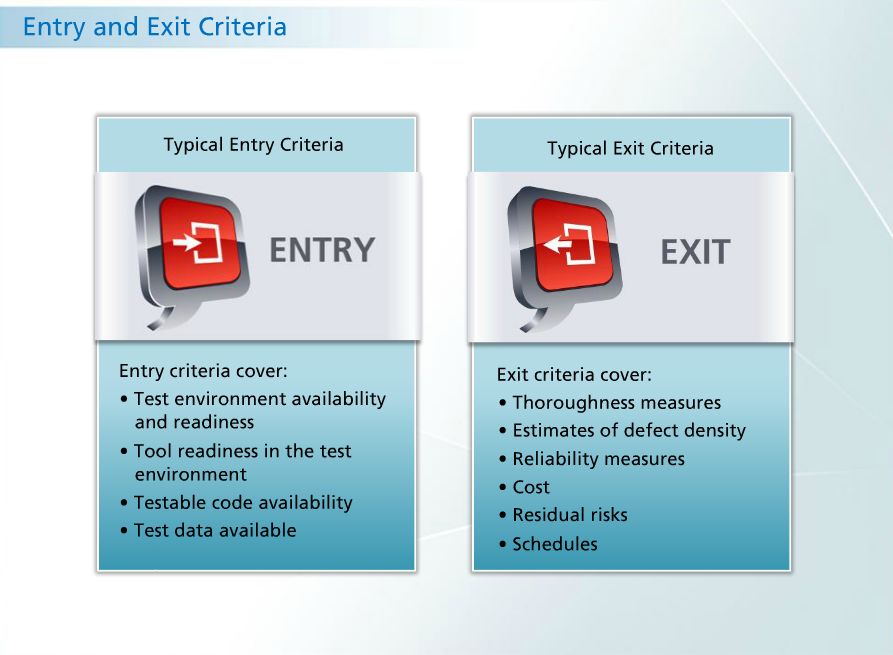 Entry and Exit Criteria
Typical Entry Criteria
ENTRY
Entry criteria cover:
• Test environment availability
and readiness
• Tool readiness in the test
environment
• Testable code availability
• Test data available
Typical Exit Criteria
EXIT
Exit criteria cover:
• Thoroughness measures
• Estimates of defect density
• Reliability measures
• Cost
• Residual risks
• Schedules